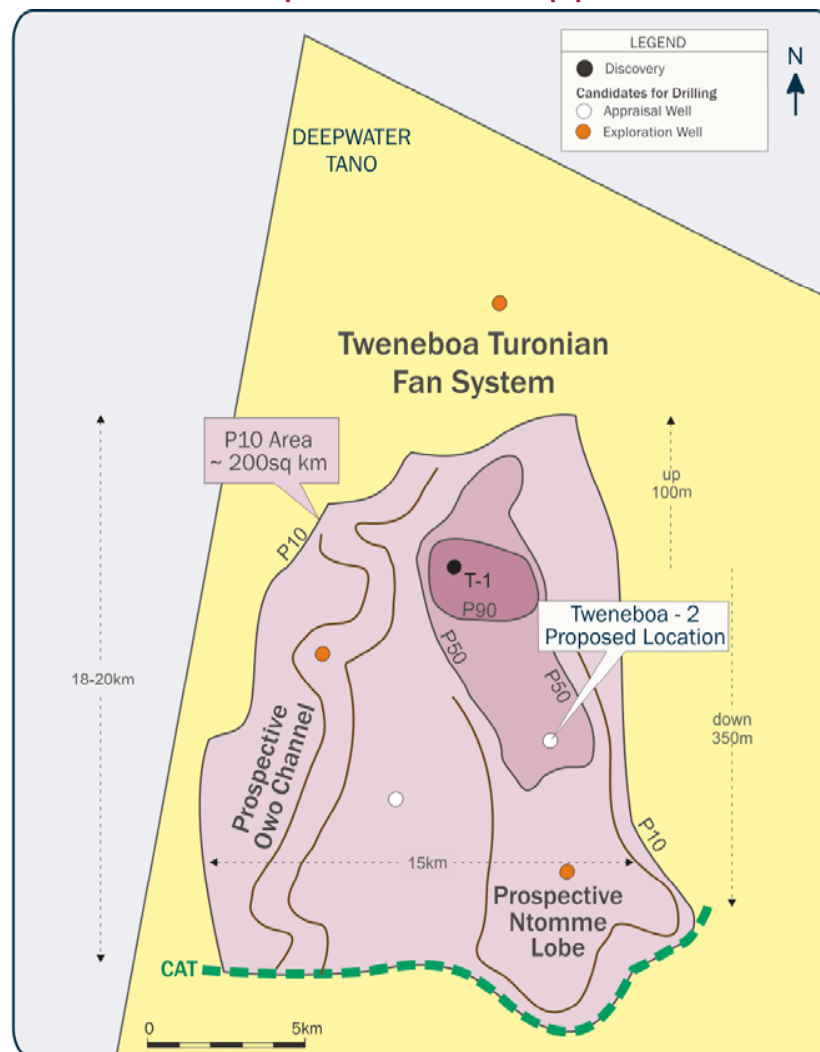 LEGEND
Discovery
Candidates for Drilling
Appraisal Well
Exploration Well
N
DEEPWATER
TANO
Tweneboa Turonian
Fan System
P10 Area
~ 200sq km
up
100m
P10
T-1
P90
Tweneboa - 2
Proposed Location
P50
P50
18-20km
down
350m
Prospective
Owo Channel
P10
15km
Prospective
Ntomme
Lobe
CAT
0
5km